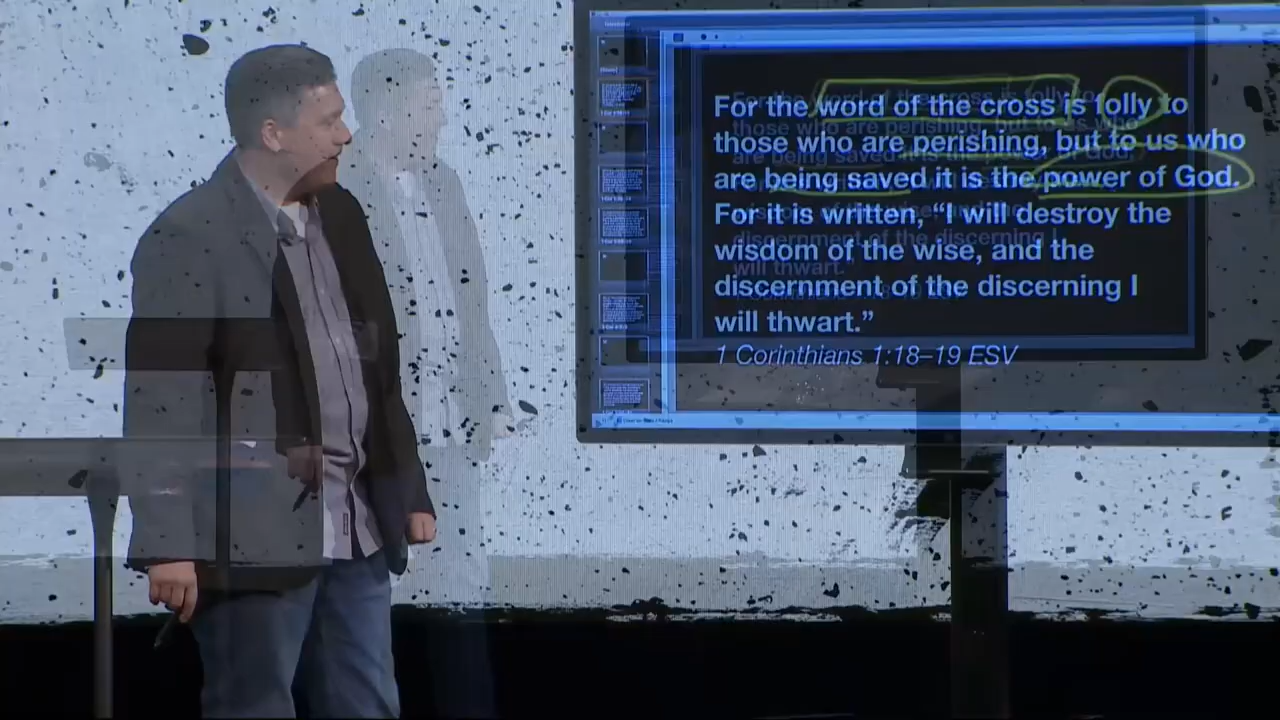 For the word of the cross is folly to
those who are perishing, but to us who
are being saved it is the power of God.
For it is written, “I will destroy the
wisdom of the wise, and the
discernment of the discerning I
will thwart.”
1 Corinthians 1:18–19 ESV